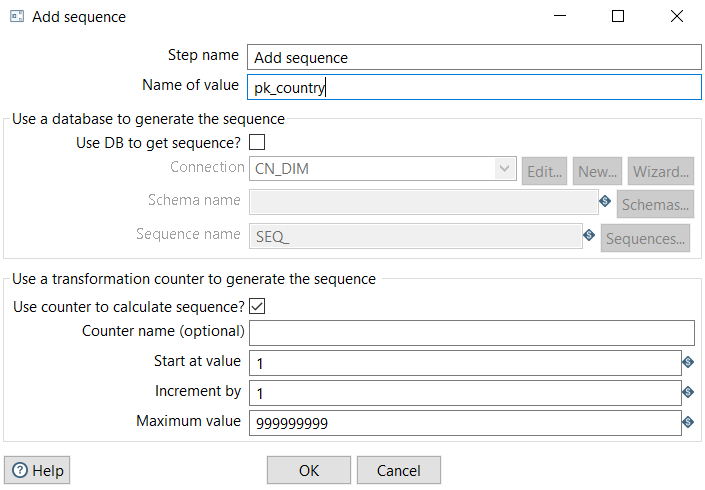 Add sequence
Step name Add sequence
Name of value pk_country
Use a database to generate the sequence
Use DB to get sequence?
Connection CN_DIM Edit... New... Wizard...
Schema name Schemas...
Sequence name SEQ_ Sequences...
Use a transformation counter to generate the sequence
Use counter to calculate sequence?
Counter name (optional)
Start at value 1
Increment by 1
Maximum value 999999999
Help OK Cancel